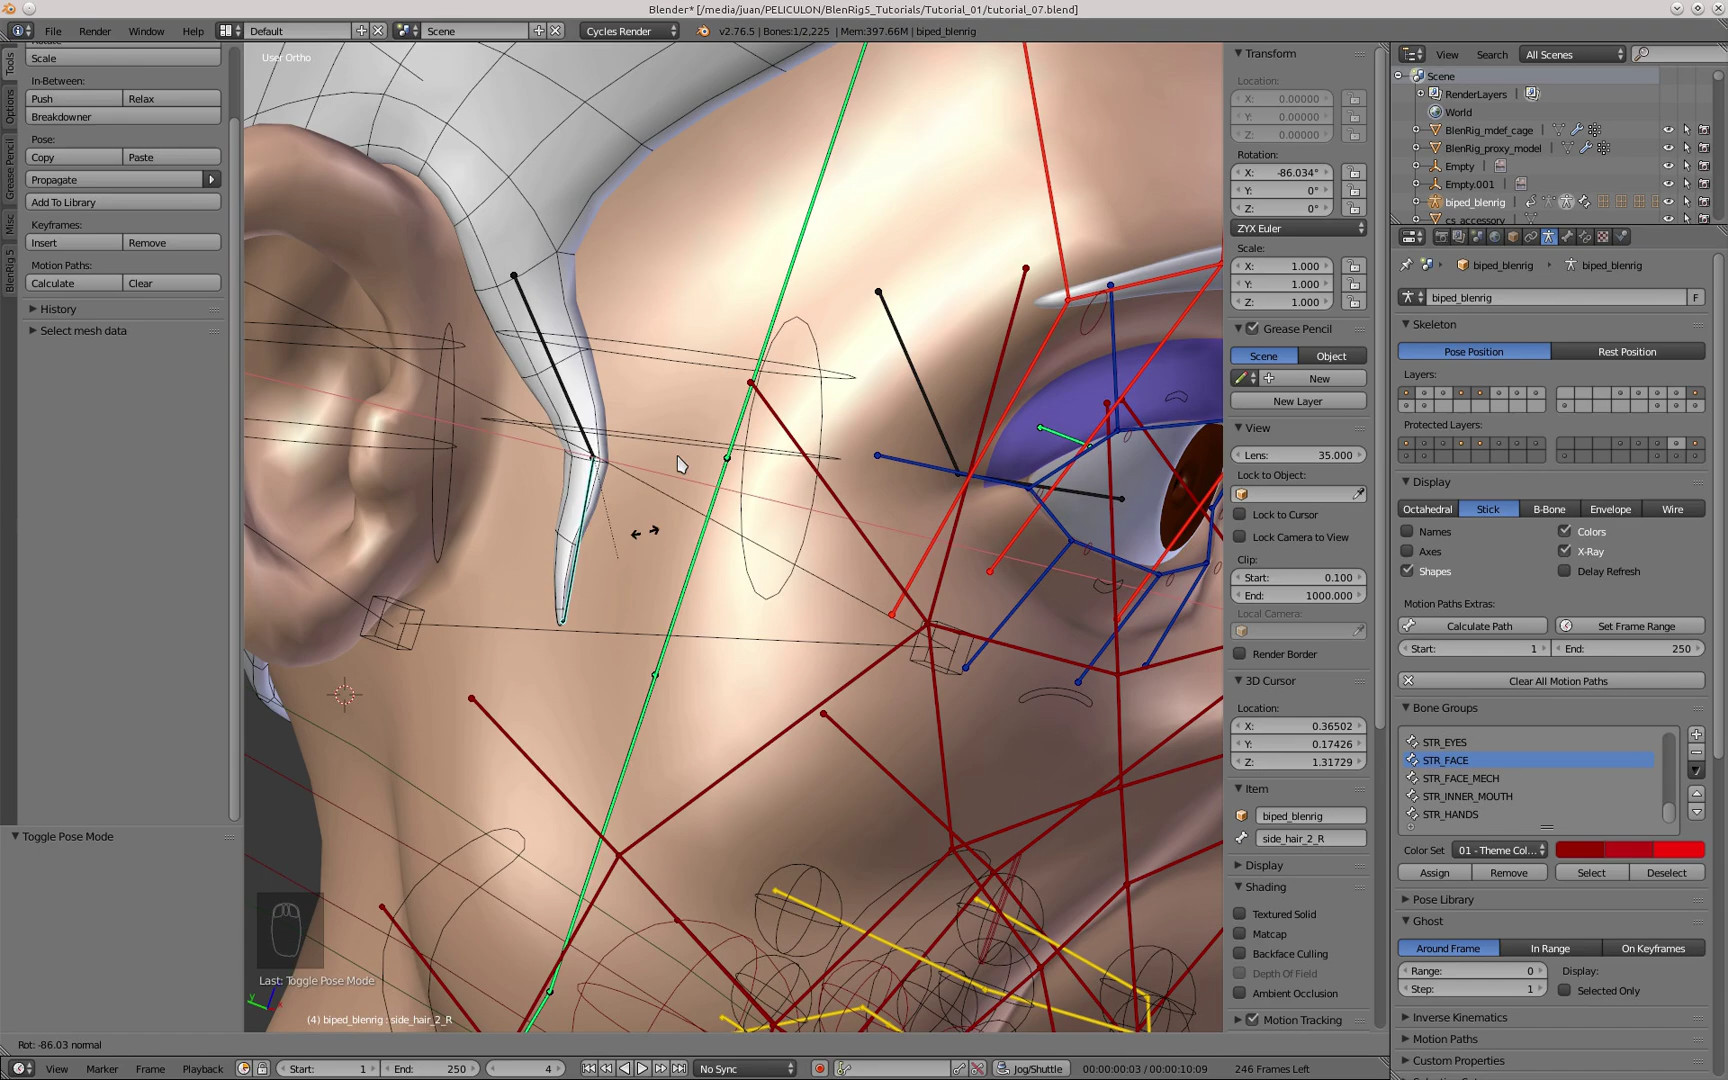 Blender* [/media/juan/PELICULON/BlenRig5_Tutorials/Tutorial_01/tutorial_07.blend]
File Render Window Help Default Scene Cycles Render v2.76.5 | Bones:1/2,225 | Mem:397.66M | biped_blenrig
Tools
Options
Grease Pencil
Misc
BlenRig 5
Scale
In-Between:
Push Relax
Breakdowner
Pose:
Copy Paste
Propagate
Add To Library
Keyframes:
Insert Remove
Motion Paths:
Calculate Clear
History
Select mesh data
Toggle Pose Mode
User Ortho
Last: Toggle Pose Mode
(4) biped_blenrig : side_hair_2_R
Rot: -86.03 normal
Transform
Location:
X: 0.00000
Y: 0.00000
Z: 0.00000
Rotation:
X: -86.034°
Y: 0°
Z: 0°
ZYX Euler
Scale:
X: 1.000
Y: 1.000
Z: 1.000
Grease Pencil
Scene Object
New
New Layer
View
Lens: 35.000
Lock to Object:
Lock to Cursor
Lock Camera to View
Clip:
Start: 0.100
End: 1000.000
Local Camera:
Render Border
3D Cursor
Location:
X: 0.36502
Y: 0.17426
Z: 1.31729
Item
biped_blenrig
side_hair_2_R
Display
Shading
Textured Solid
Matcap
Backface Culling
Depth Of Field
Ambient Occlusion
Motion Tracking
View Search All Scenes
Scene
RenderLayers
World
BlenRig_mdef_cage
BlenRig_proxy_model
Empty
Empty.001
biped_blenrig
cs_accessory
biped_blenrig biped_blenrig
biped_blenrig F
Skeleton
Pose Position Rest Position
Layers:
Protected Layers:
Display
Octahedral Stick B-Bone Envelope Wire
Names Colors
Axes X-Ray
Shapes Delay Refresh
Motion Paths Extras:
Calculate Path Set Frame Range
Start: 1 End: 250
Clear All Motion Paths
Bone Groups
STR_EYES
STR_FACE
STR_FACE_MECH
STR_INNER_MOUTH
STR_HANDS
Color Set 01 - Theme Col...
Assign Remove Select Deselect
Pose Library
Ghost
Around Frame In Range On Keyframes
Range: 0 Display:
Step: 1 Selected Only
Inverse Kinematics
Motion Paths
Custom Properties
View Marker Frame Playback Start: 1 End: 250 4 No Sync Jog/Shuttle 00:00:00:03 / 00:00:10:09 246 Frames Left